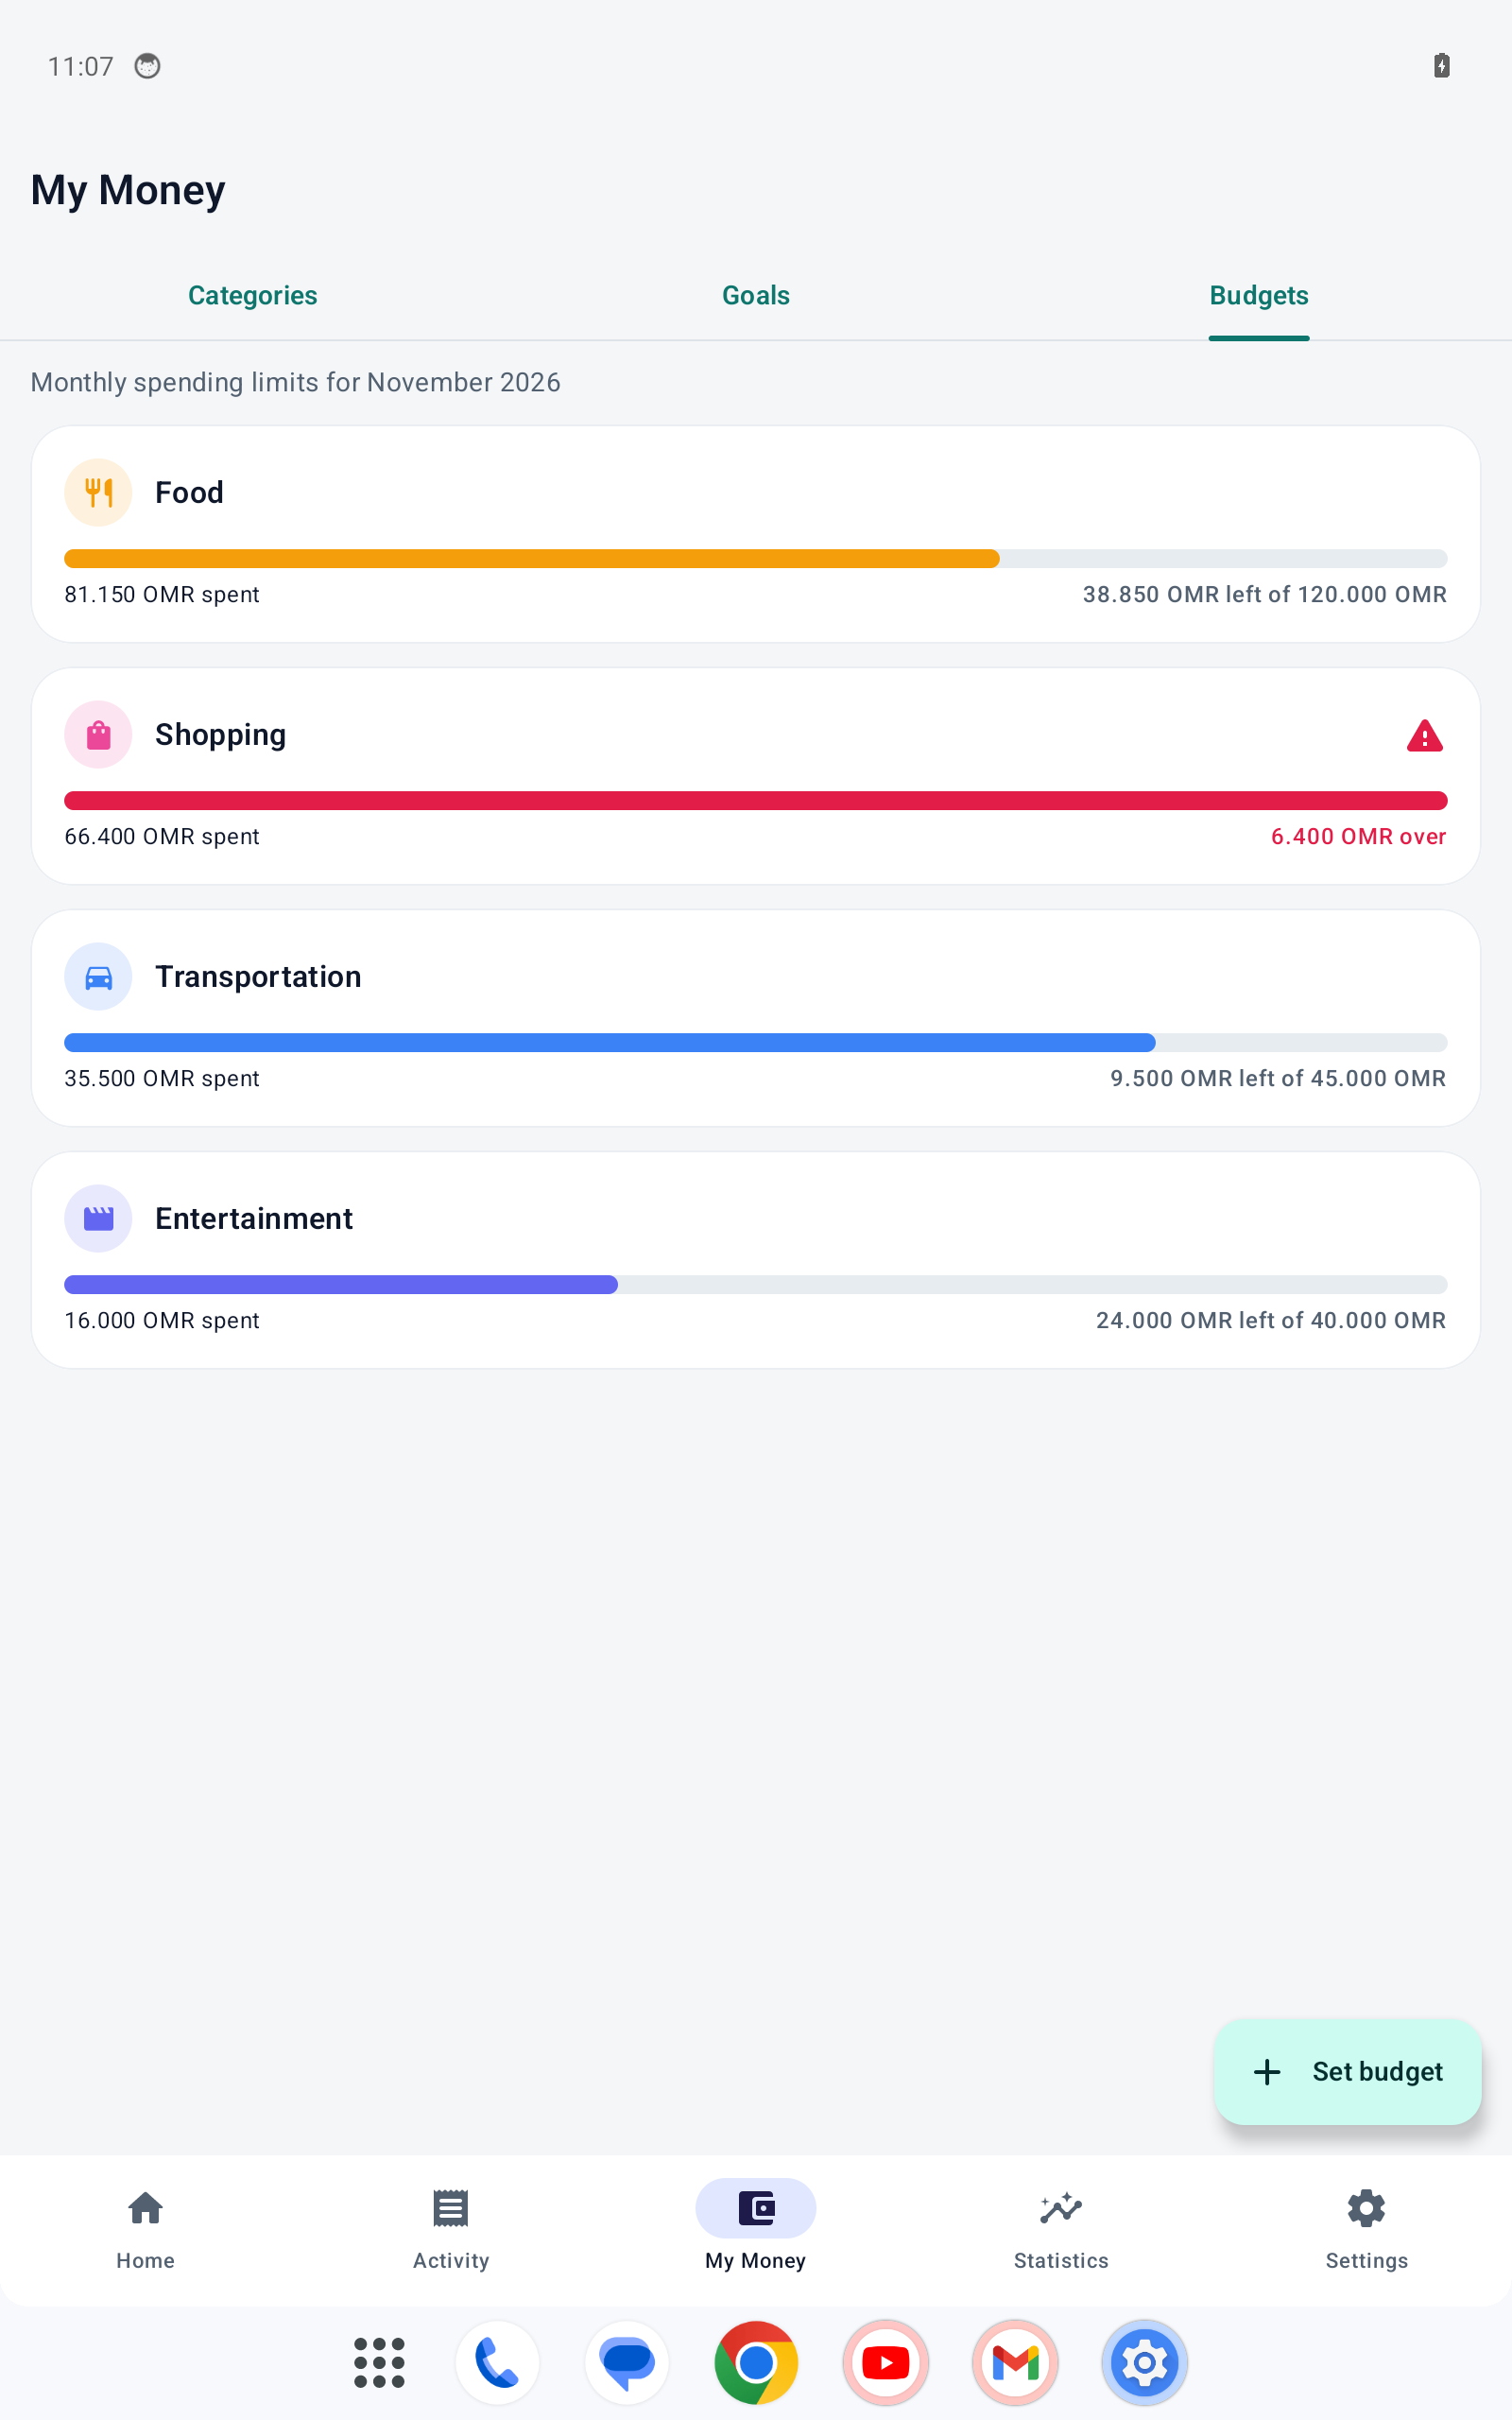 11:07
My Money
Categories
Goals
Budgets
Monthly spending limits for November 2026
Food
81.150 OMR spent
38.850 OMR left of 120.000 OMR
Shopping
66.400 OMR spent
6.400 OMR over
Transportation
35.500 OMR spent
9.500 OMR left of 45.000 OMR
Entertainment
16.000 OMR spent
24.000 OMR left of 40.000 OMR
Set budget
Home
Activity
My Money
Statistics
Settings